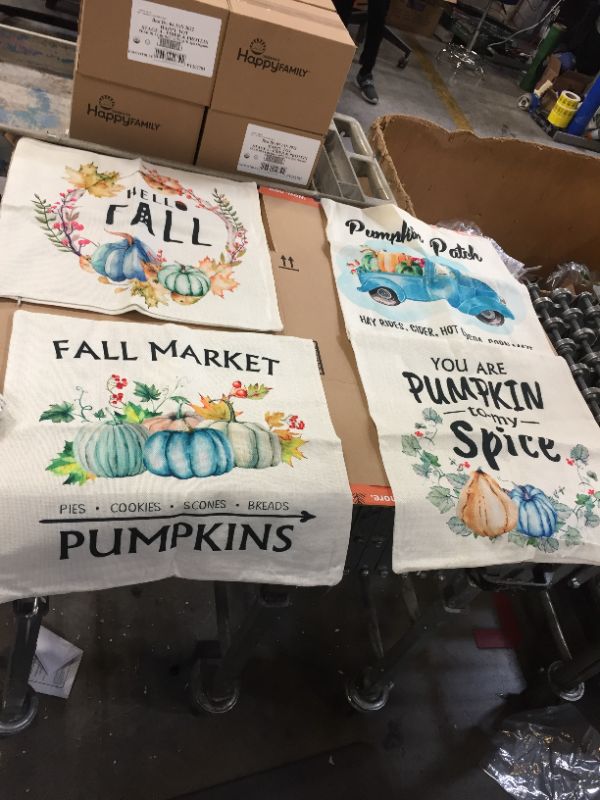 HappyFAMILY
HappyFAMILY
HappyFAMILY
HELLO
FALL
Pumpkin Patch
HAY RIDES, CIDER, HOT
FALL MARKET
PIES • COOKIES • SCONES • BREADS
PUMPKINS
YOU ARE
PUMPKIN
to my
Spice